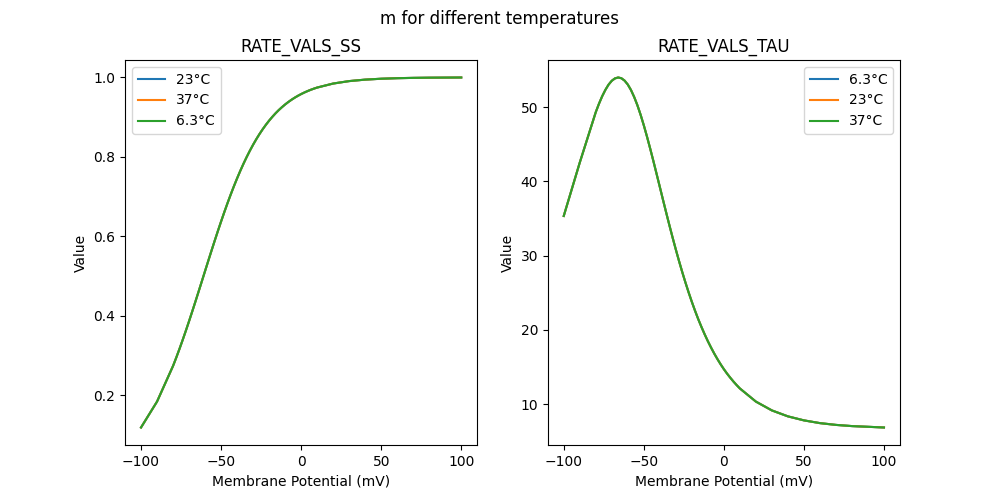 m for different temperatures
RATE_VALS_SS
23°C
37°C
6.3°C
1.0
0.8
0.6
0.4
0.2
Value
−100
−50
0
50
100
Membrane Potential (mV)
RATE_VALS_TAU
6.3°C
23°C
37°C
50
40
30
20
10
Value
−100
−50
0
50
100
Membrane Potential (mV)